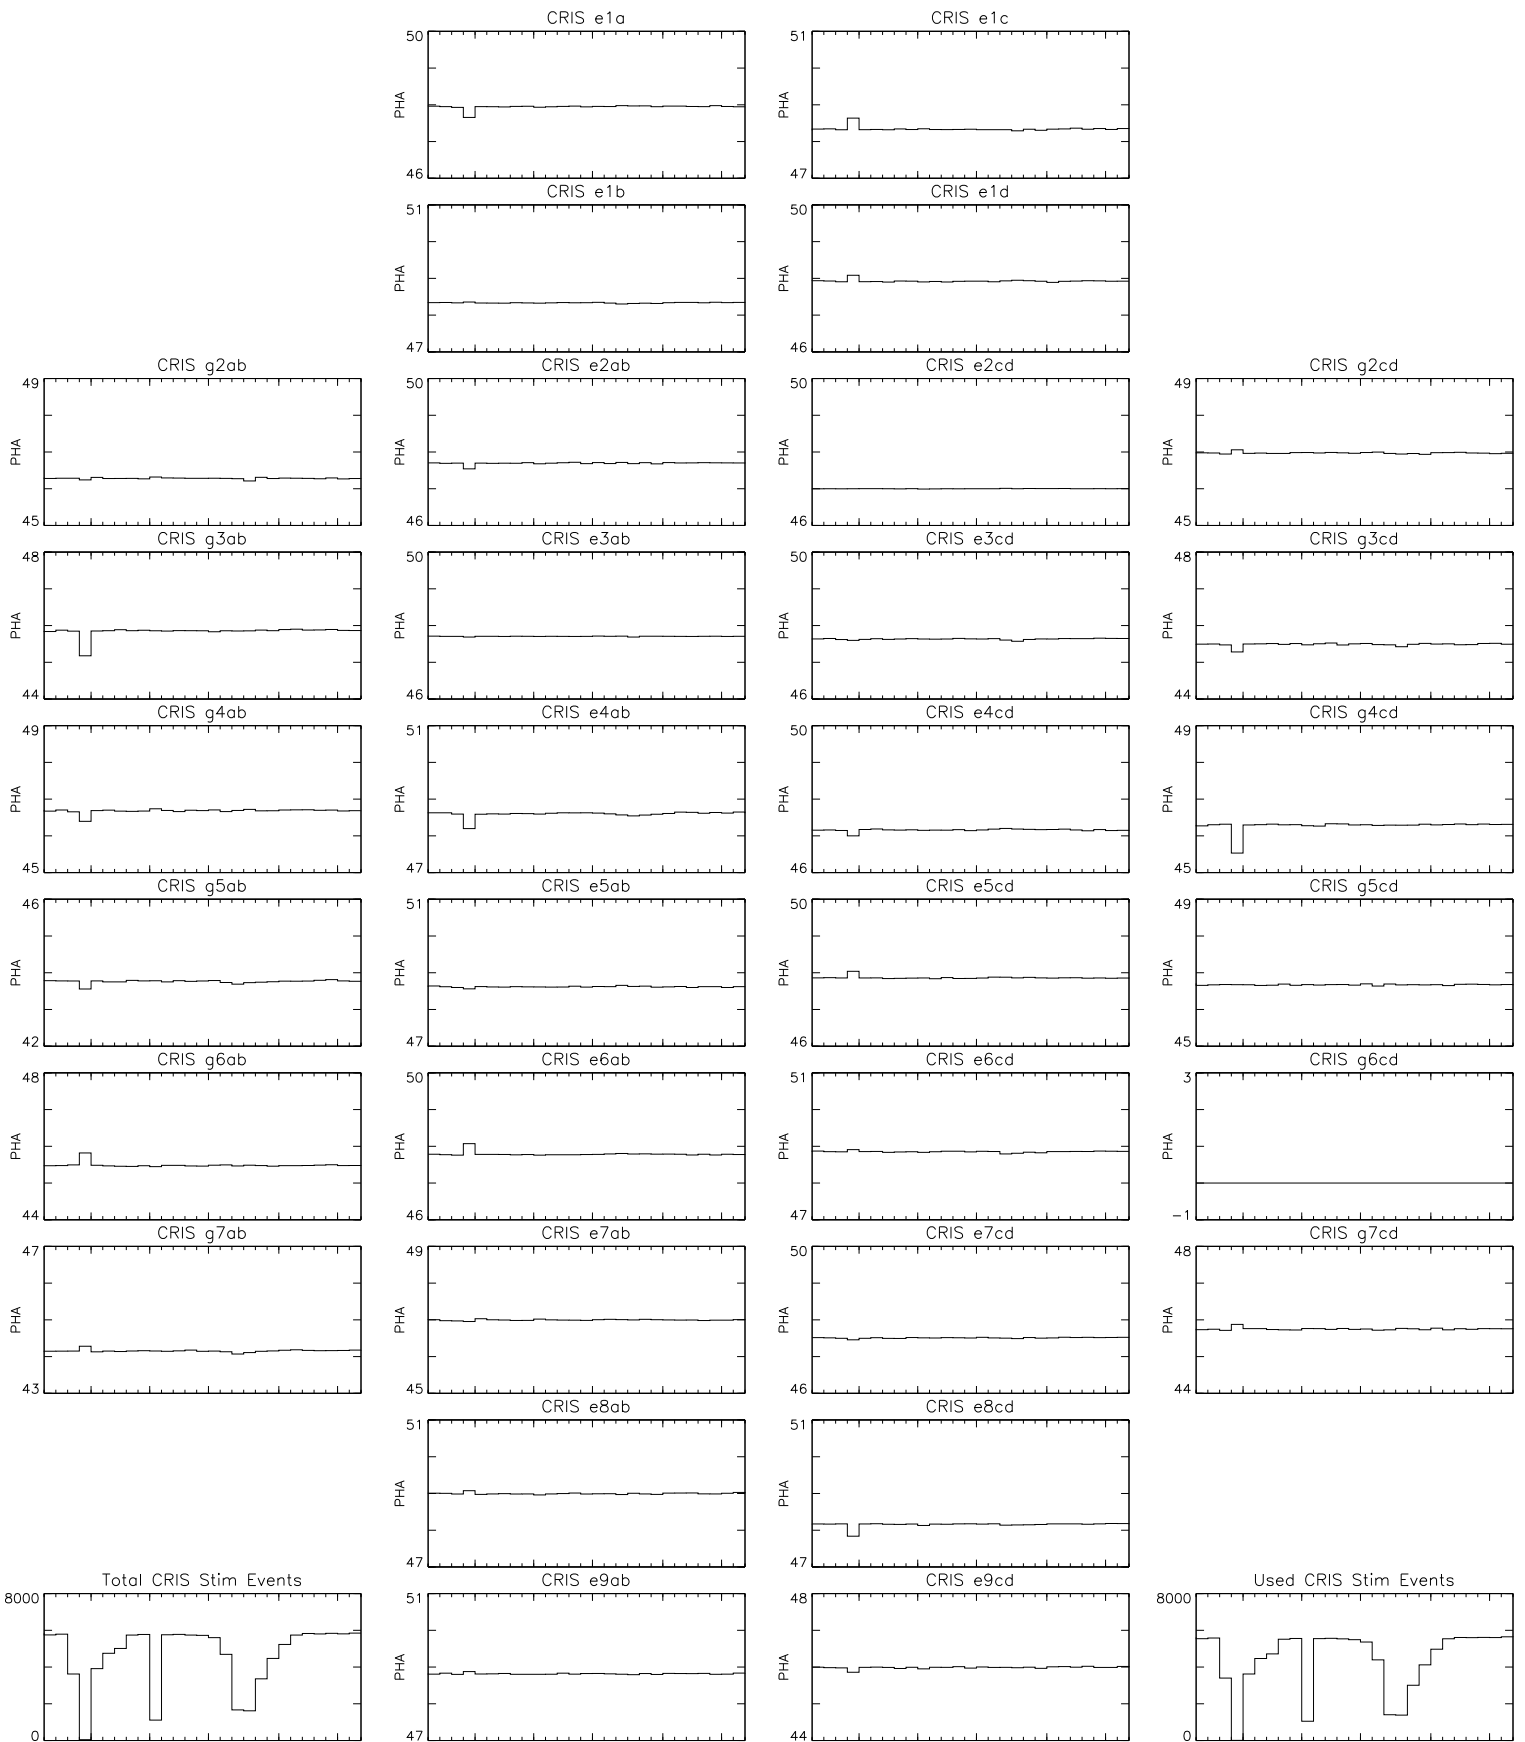 CRIS e1a
50
PHA
46
CRIS e1c
51
PHA
47
CRIS e1b
51
PHA
47
CRIS e1d
50
PHA
46
CRIS g2ab
49
PHA
45
CRIS e2ab
50
PHA
46
CRIS e2cd
50
PHA
46
CRIS g2cd
49
PHA
45
CRIS g3ab
48
PHA
44
CRIS e3ab
50
PHA
46
CRIS e3cd
50
PHA
46
CRIS g3cd
48
PHA
44
CRIS g4ab
49
PHA
45
CRIS e4ab
51
PHA
47
CRIS e4cd
50
PHA
46
CRIS g4cd
49
PHA
45
CRIS g5ab
46
PHA
42
CRIS e5ab
51
PHA
47
CRIS e5cd
50
PHA
46
CRIS g5cd
49
PHA
45
CRIS g6ab
48
PHA
44
CRIS e6ab
50
PHA
46
CRIS e6cd
51
PHA
47
CRIS g6cd
3
PHA
-1
CRIS g7ab
47
PHA
43
CRIS e7ab
49
PHA
45
CRIS e7cd
50
PHA
46
CRIS g7cd
48
PHA
44
CRIS e8ab
51
PHA
47
CRIS e8cd
51
PHA
47
Total CRIS Stim Events
8000
0
CRIS e9ab
51
PHA
47
CRIS e9cd
48
PHA
44
Used CRIS Stim Events
8000
0